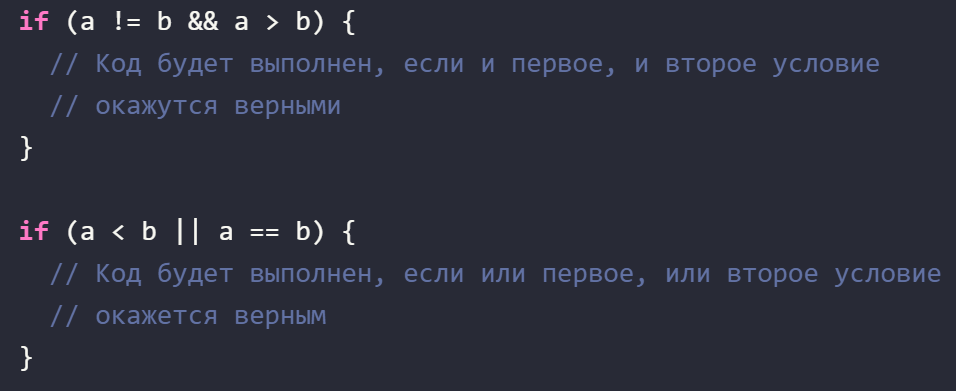 if (a != b && a > b) {
  // Код будет выполнен, если и первое, и второе условие
  // окажутся верными
}
if (a < b || a == b) {
  // Код будет выполнен, если или первое, или второе условие
  // окажется верным
}